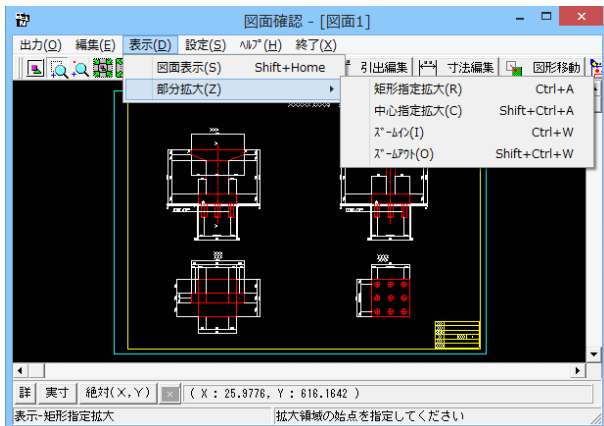 図面確認 - [図面1]
出力(O) 編集(E) 表示(D) 設定(S) ﾍﾙﾌﾟ(H) 終了(X)
引出編集 寸法編集 図形移動
図面表示(S) Shift+Home
部分拡大(Z)
矩形指定拡大(R) Ctrl+A
中心指定拡大(C) Shift+Ctrl+A
ｽﾞｰﾑｲﾝ(I) Ctrl+W
ｽﾞｰﾑｱｳﾄ(O) Shift+Ctrl+W
詳 実寸 絶対(X,Y) × ( X : 25.9776, Y : 616.1642 )
表示-矩形指定拡大 拡大領域の始点を指定してください